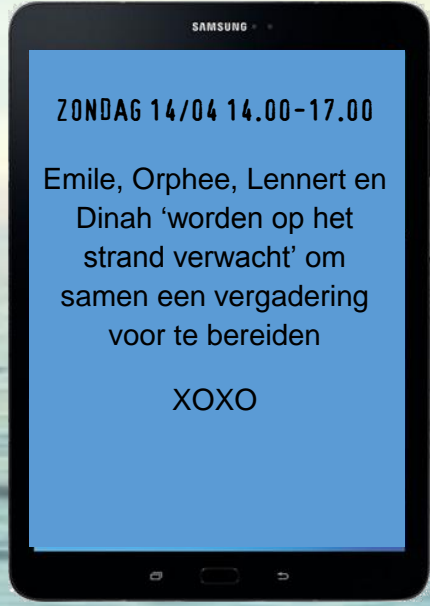 SAMSUNG
ZONDAG 14/04 14.00-17.00
Emile, Orphee, Lennert en
Dinah ‘worden op het
strand verwacht’ om
samen een vergadering
voor te bereiden
XOXO